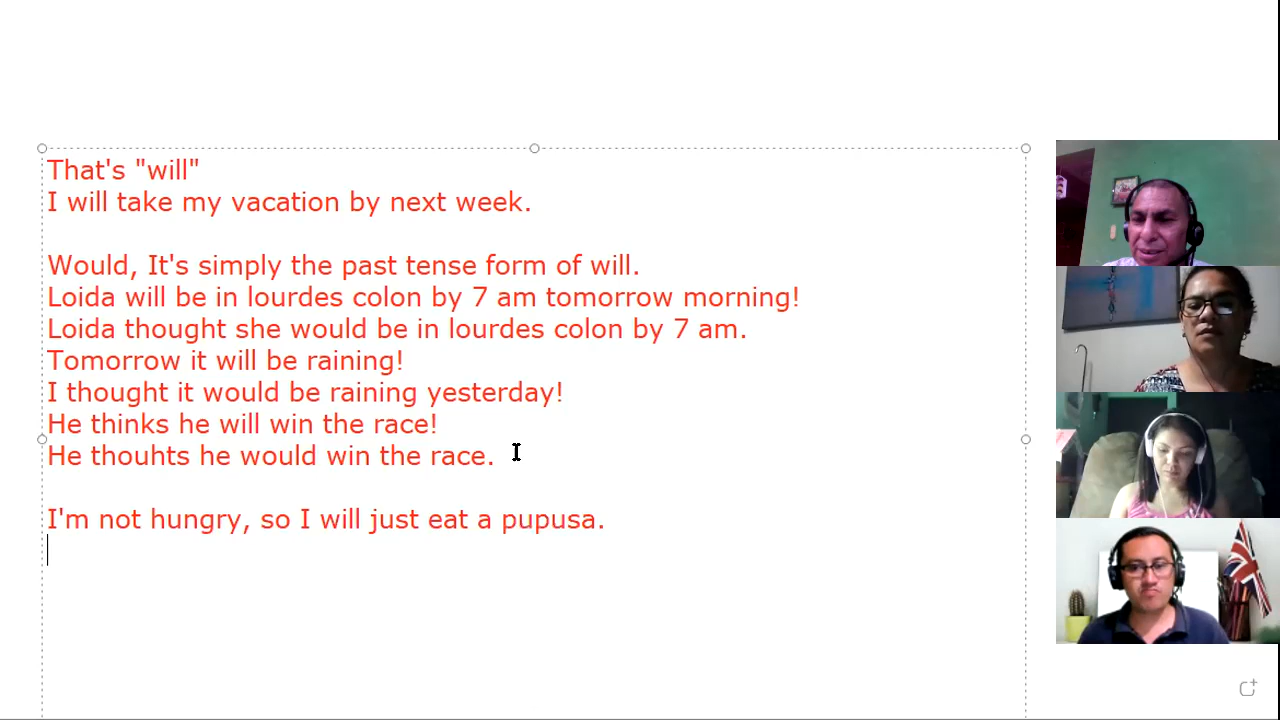 That's "will"
I will take my vacation by next week.
Would, It's simply the past tense form of will.
Loida will be in lourdes colon by 7 am tomorrow morning!
Loida thought she would be in lourdes colon by 7 am.
Tomorrow it will be raining!
I thought it would be raining yesterday!
He thinks he will win the race!
He thouhts he would win the race.
I'm not hungry, so I will just eat a pupusa.